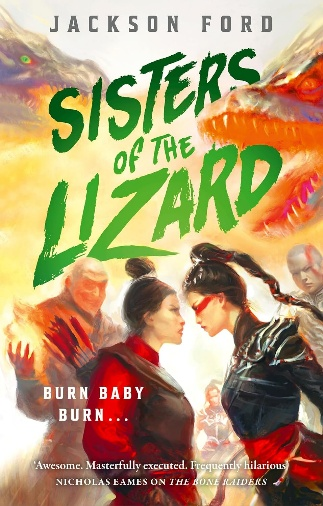 JACKSON FORD
SISTERS
OF THE
LIZARD
BURN BABY
BURN...
'Awesome. Masterfully executed. Frequently hilarious'
NICHOLAS EAMES ON THE BONE RAIDERS